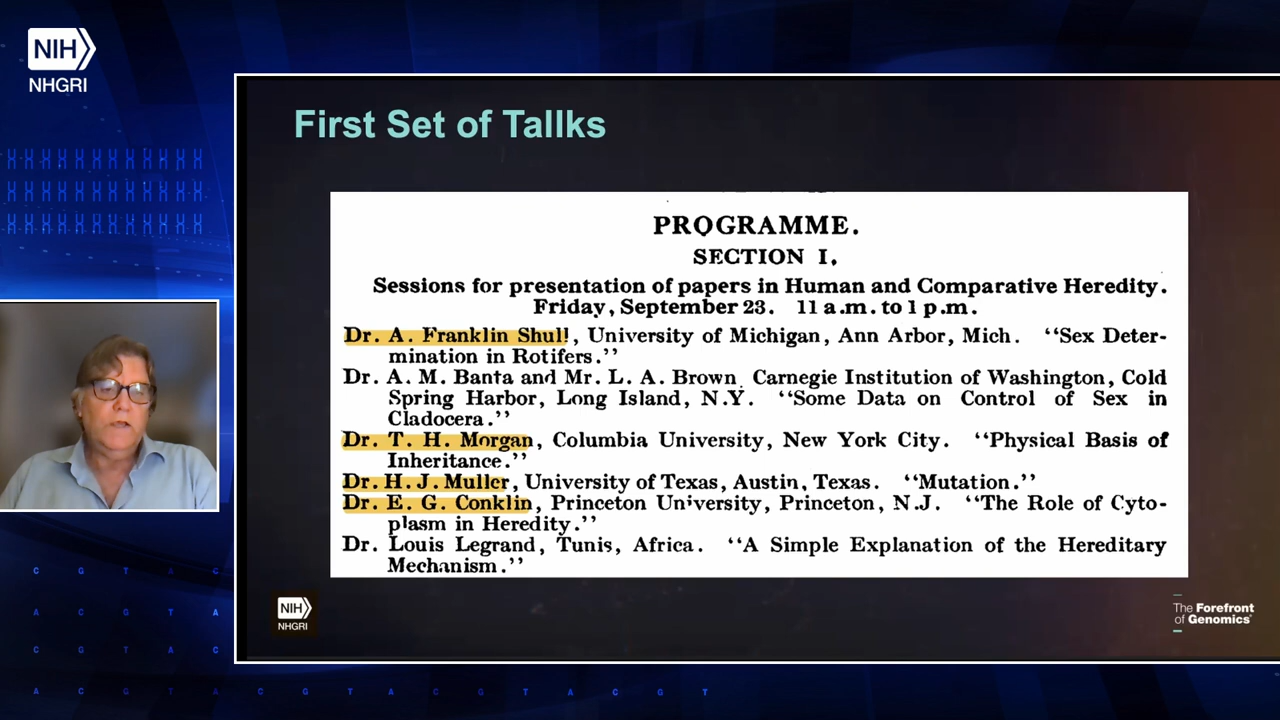 NIH
NHGRI
First Set of Tallks
PROGRAMME.
SECTION I.
Sessions for presentation of papers in Human and Comparative Heredity.
Friday, September 23. 11 a.m. to 1 p.m.
Dr. A. Franklin Shull, University of Michigan, Ann Arbor, Mich. “Sex Deter-
mination in Rotifers.”
Dr. A. M. Banta and Mr. L. A. Brown Carnegie Institution of Washington, Cold
Spring Harbor, Long Island, N.Y. “Some Data on Control of Sex in
Cladocera.”
Dr. T. H. Morgan, Columbia University, New York City. “Physical Basis of
Inheritance.”
Dr. H. J. Muller, University of Texas, Austin, Texas. “Mutation.”
Dr. E. G. Conklin, Princeton University, Princeton, N.J. “The Role of Cyto-
plasm in Heredity.”
Dr. Louis Legrand, Tunis, Africa. “A Simple Explanation of the Hereditary
Mechanism.”
NIH
NHGRI
The Forefront
of Genomics®
C G T A C
A C G T A
C G T A C
A C G T A C G T A C G T A C G T